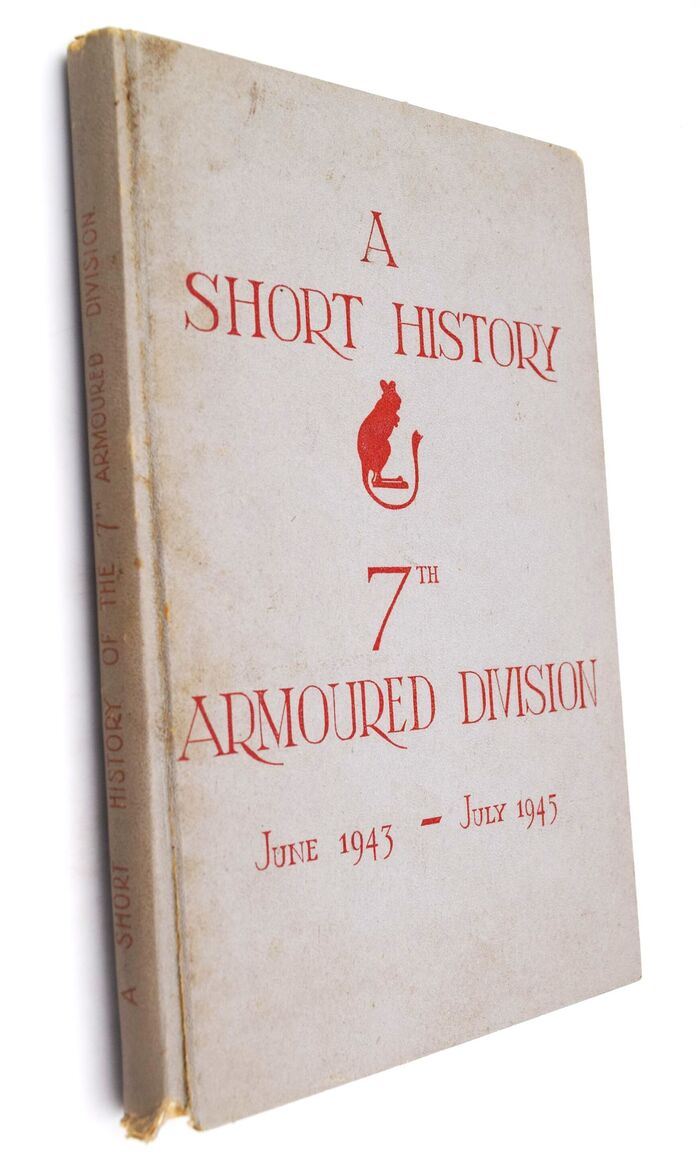 A
SHORT HISTORY
7TH
ARMOURED DIVISION
JUNE 1943 – JULY 1945
A SHORT HISTORY OF THE 7TH ARMOURED DIVISION.